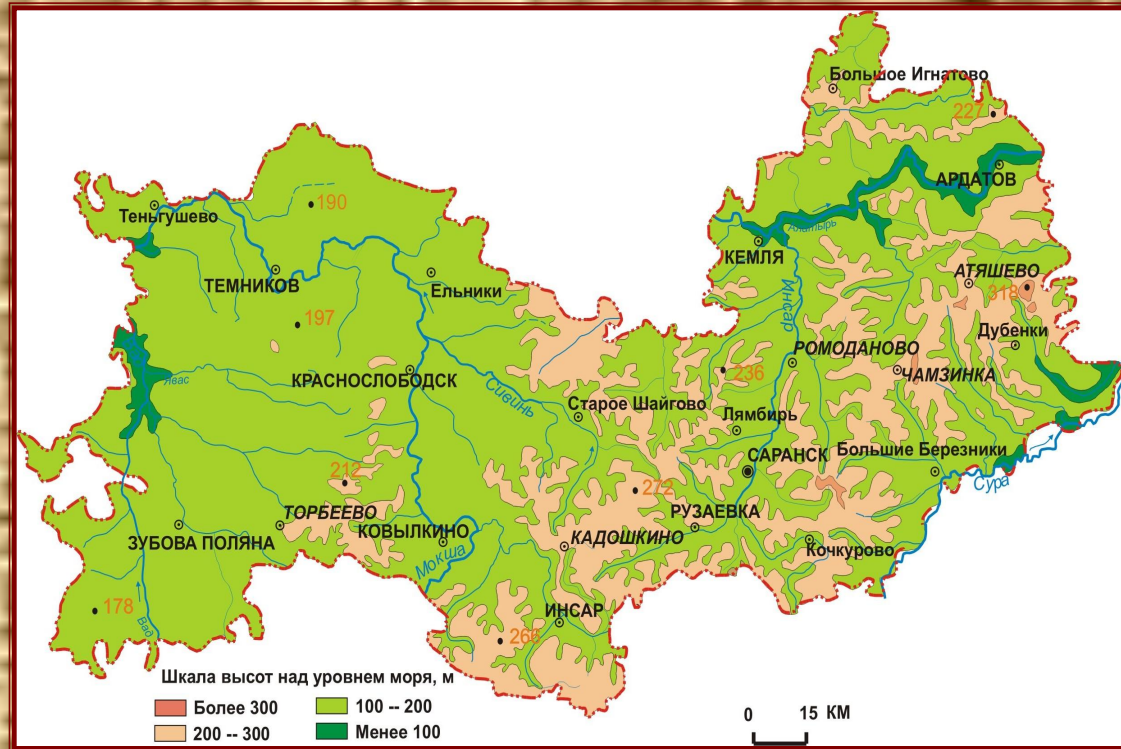 Большое Игнатово
227
АРДАТОВ
Теньгушево
190
Алатырь
КЕМЛЯ
ТЕМНИКОВ
Ельники
АТЯШЕВО
318
Инсар
197
Дубенки
РОМОДАНОВО
КРАСНОСЛОБОДСК
Явас
236
ЧАМЗИНКА
Сивинь
Старое Шайгово
Лямбирь
САРАНСК
Большие Березники
212
272
Сура
ТОРБЕЕВО
РУЗАЕВКА
ЗУБОВА ПОЛЯНА
КОВЫЛКИНО
КАДОШКИНО
Кочкурово
Мокша
178
ИНСАР
Вад
266
Шкала высот над уровнем моря, м
Более 300
100 -- 200
200 -- 300
Менее 100
0 15 КМ